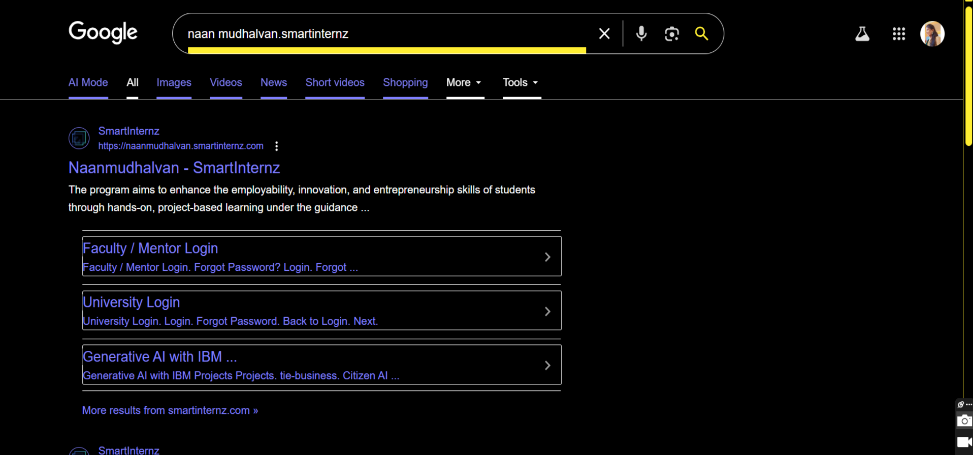 Google
naan mudhalvan.smartinternz
AI Mode All Images Videos News Short videos Shopping More Tools
SmartInternz
https://naanmudhalvan.smartinternz.com
Naanmudhalvan - SmartInternz
The program aims to enhance the employability, innovation, and entrepreneurship skills of students
through hands-on, project-based learning under the guidance ...
Faculty / Mentor Login
Faculty / Mentor Login. Forgot Password? Login. Forgot ...
University Login
University Login. Login. Forgot Password. Back to Login. Next.
Generative AI with IBM ...
Generative AI with IBM Projects Projects. tie-business. Citizen AI ...
More results from smartinternz.com »
SmartInternz